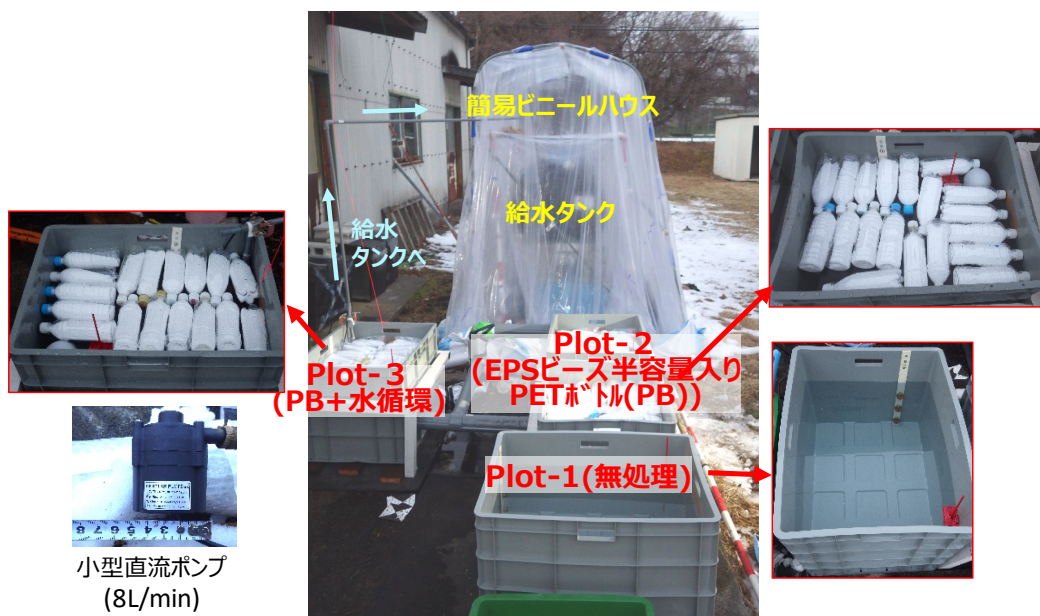 簡易ビニールハウス
給水タンク
給水
タンクへ
Plot-3
(PB+水循環)
Plot-2
(EPSビーズ半容量入り
PETボトル(PB))
Plot-1(無処理)
小型直流ポンプ
(8L/min)